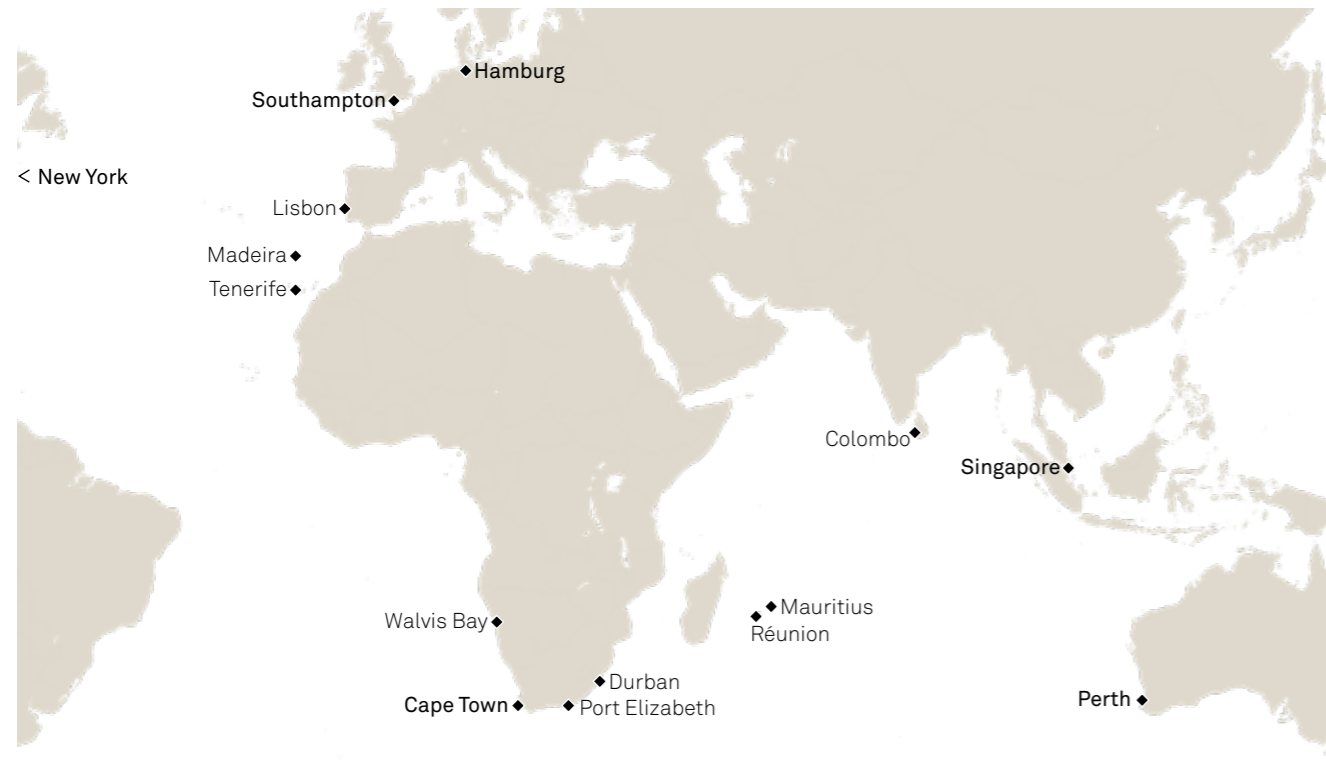 Hamburg
Southampton
< New York
Lisbon
Madeira
Tenerife
Colombo
Singapore
Mauritius
Walvis Bay
Réunion
Durban
Perth
Cape Town
Port Elizabeth